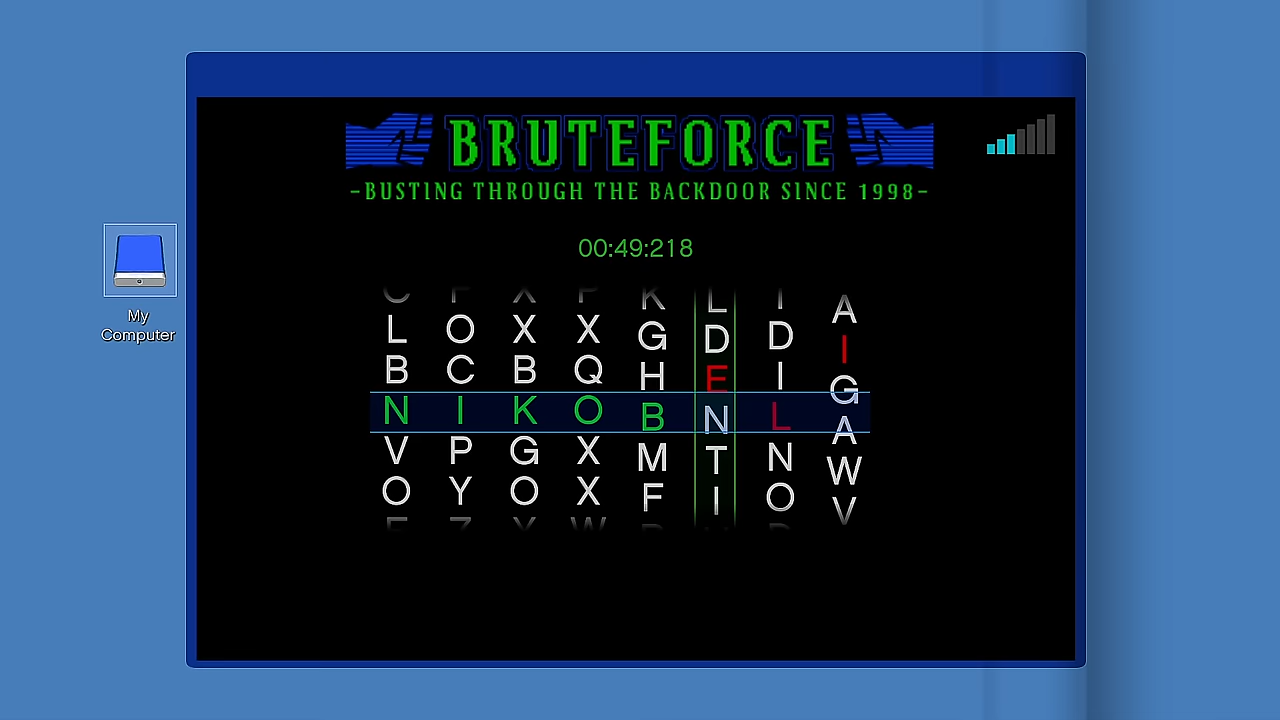 BRUTEFORCE
-BUSTING THROUGH THE BACKDOOR SINCE 1998-
00:49:218
K L I A
L O X X G D D I
B C B Q H E I G
N I K O B N L A
V P G X M T N W
O Y O X F I O V
My
Computer